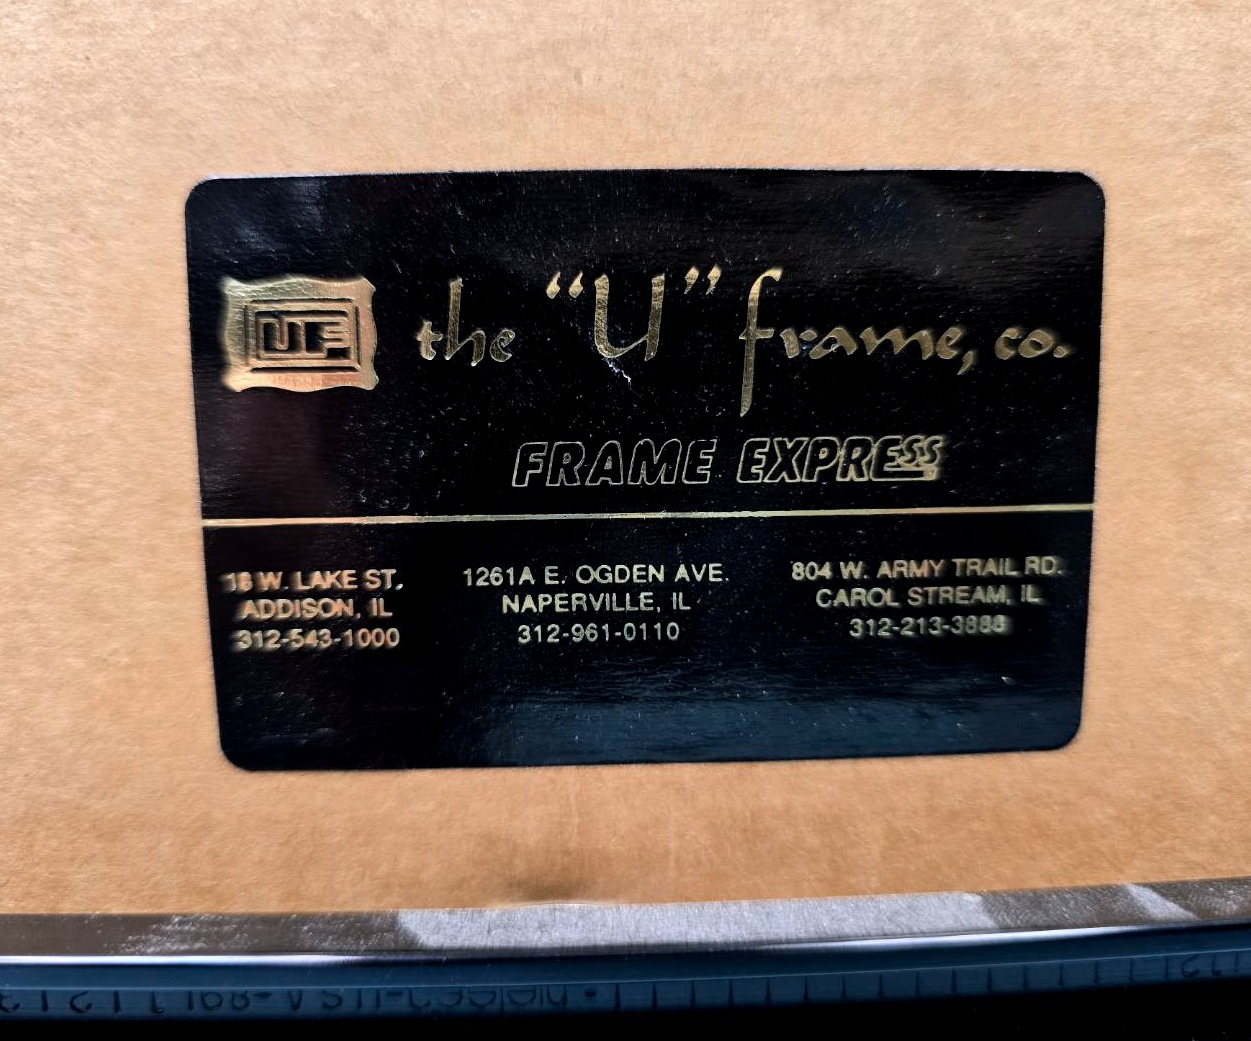 UF
the "U" frame, co.
FRAME EXPRESS
18 W. LAKE ST.
ADDISON, IL
312-543-1000
1261A E. OGDEN AVE.
NAPERVILLE, IL
312-961-0110
804 W. ARMY TRAIL RD.
CAROL STREAM, IL
312-213-3888